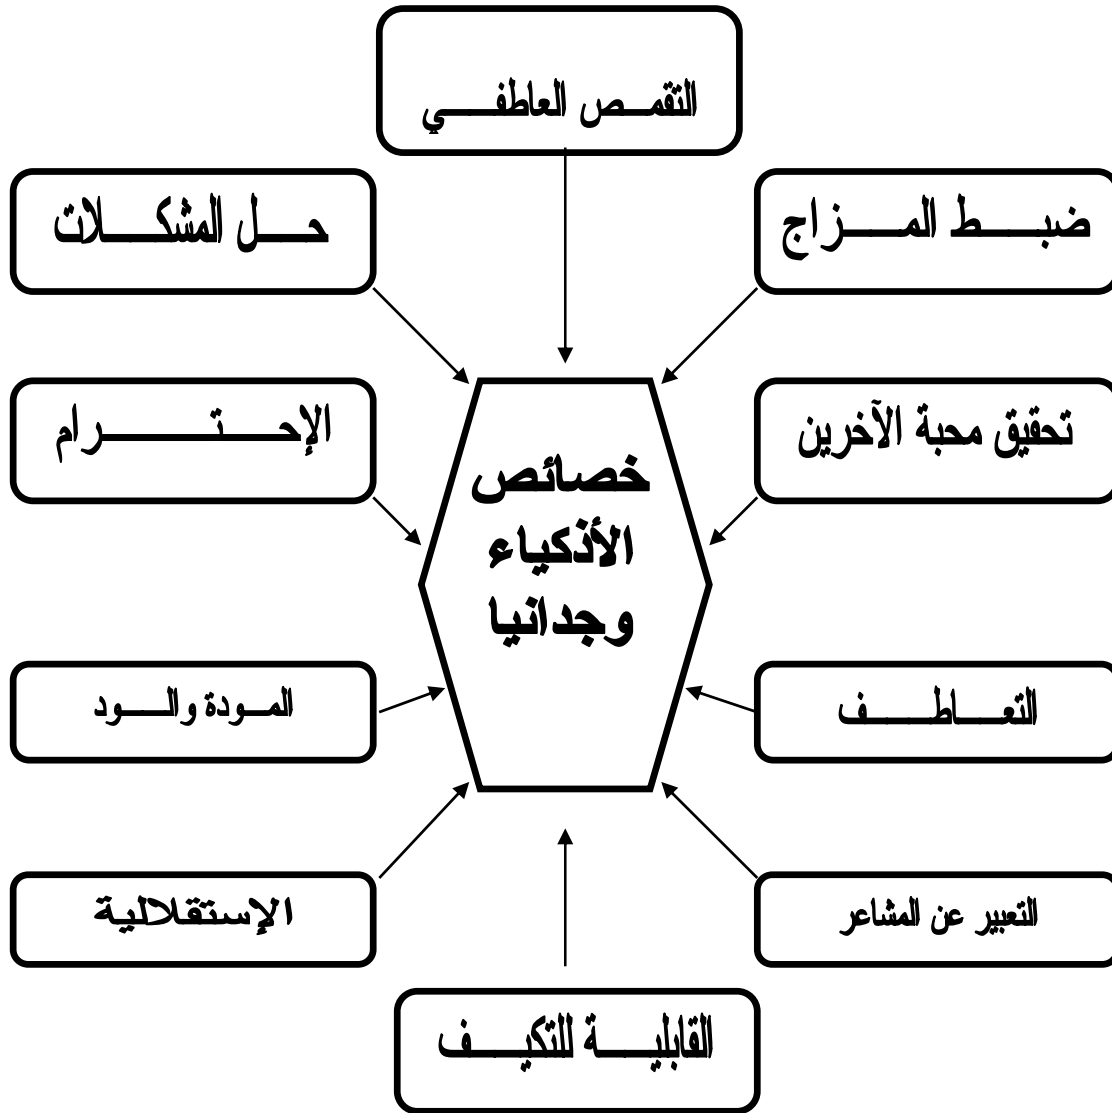 التقمص العاطفي
ضبط المزاج
حل المشكلات
تحقيق محبة الآخرين
الإحترام
خصائص
الأذكياء
وجدانيا
التعاطف
المودة والود
التعبير عن المشاعر
الإستقلالية
القابلية للتكيف